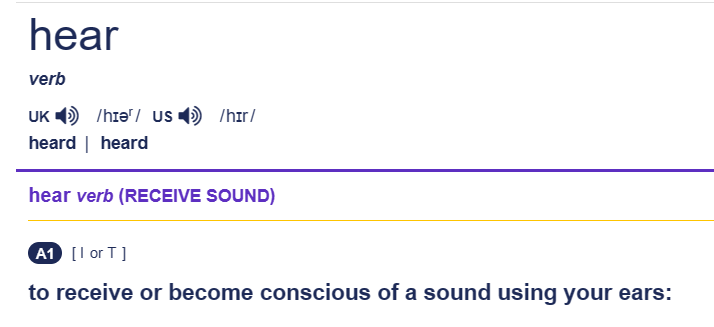 hear
verb
UK /hɪəʳ/ US /hɪr/
heard | heard
hear verb (RECEIVE SOUND)
A1 [ I or T ]
to receive or become conscious of a sound using your ears: